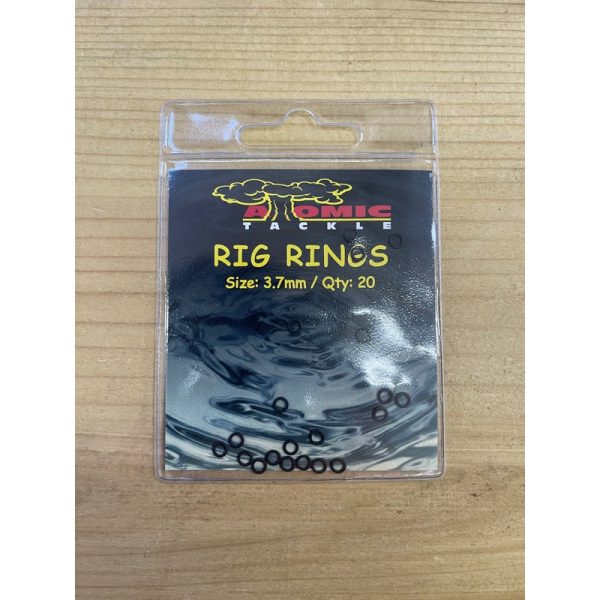 ATOMIC
TACKLE
RIG RINGS
Size: 3.7mm / Qty: 20